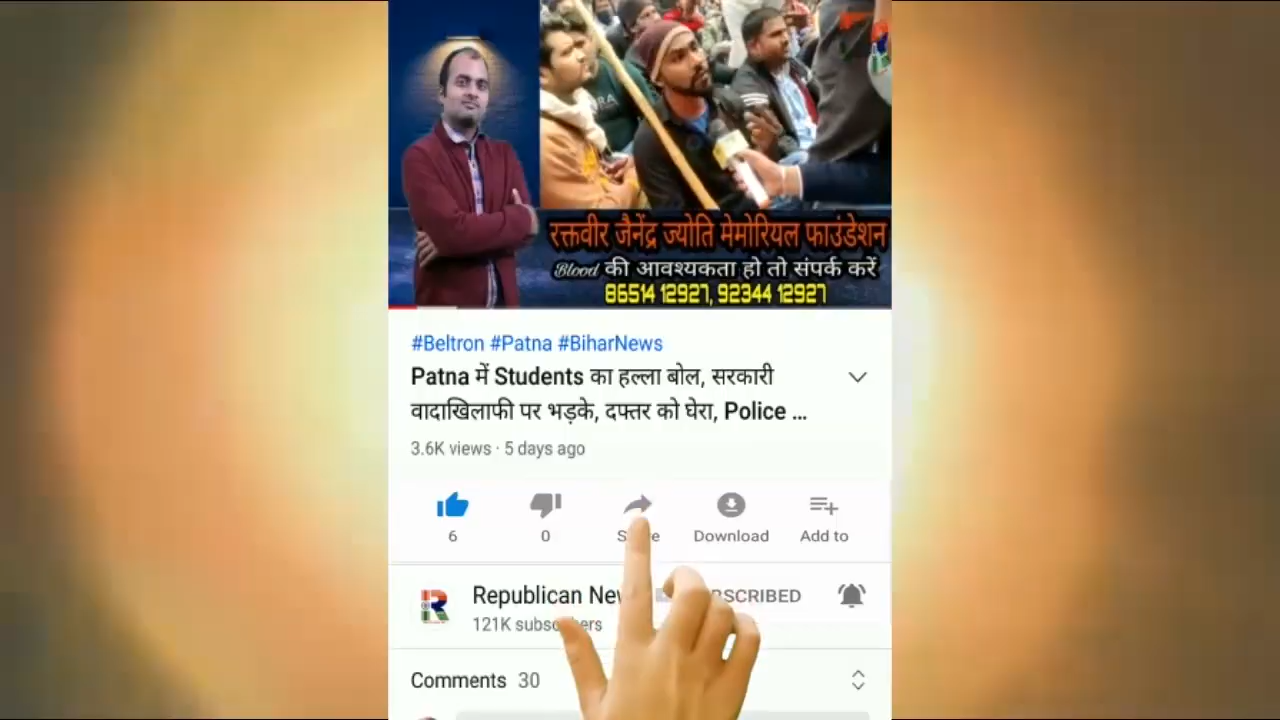 रक्तवीर जैनेंद्र ज्योति मेमोरियल फाउंडेशन
Blood की आवश्यकता हो तो संपर्क करें
86514 12927, 92344 12927
#Beltron #Patna #BiharNews
Patna में Students का हल्ला बोल, सरकारी
वादाखिलाफी पर भड़के, दफ्तर को घेरा, Police ...
3.6K views · 5 days ago
6
0
Download
Add to
Republican
121K
Comments 30